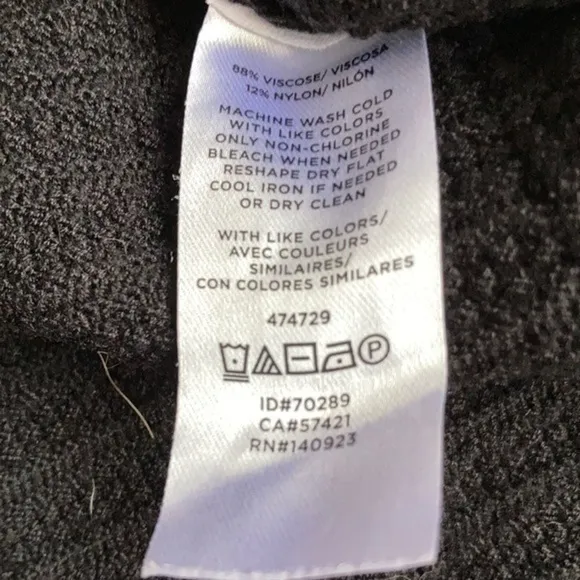 88% VISCOSE/ VISCOSA
12% NYLON/ NILÓN
MACHINE WASH COLD
WITH LIKE COLORS
ONLY NON-CHLORINE
BLEACH WHEN NEEDED
RESHAPE DRY FLAT
COOL IRON IF NEEDED
OR DRY CLEAN
WITH LIKE COLORS/
AVEC COULEURS
SIMILAIRES/
CON COLORES SIMILARES
474729
P
ID#70289
CA#57421
RN#140923